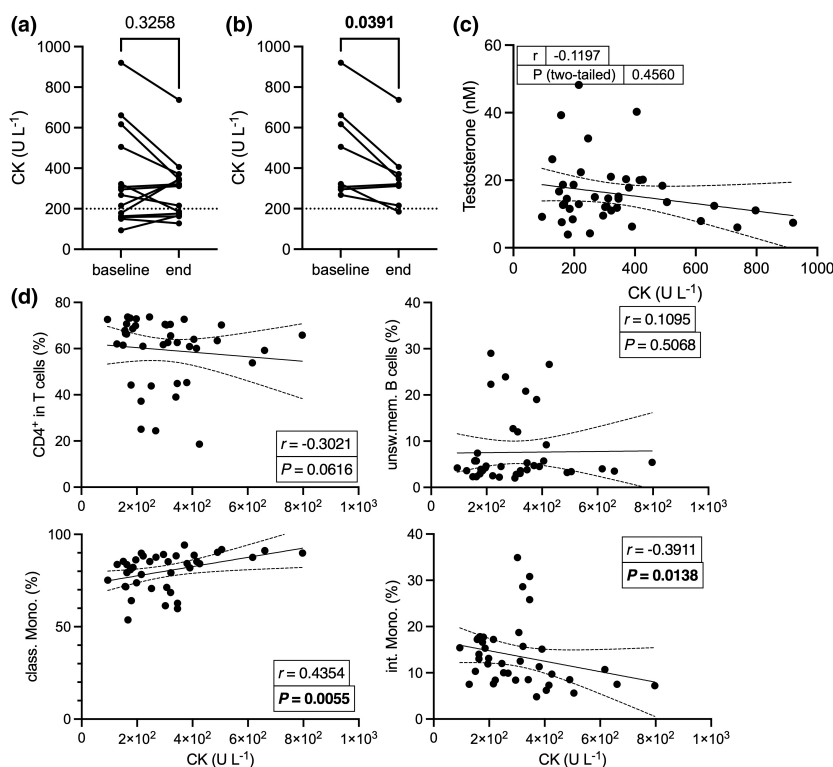 (a)
0.3258
1000
800
600
400
200
0
CK (U L⁻¹)
baseline end
(b)
0.0391
1000
800
600
400
200
0
CK (U L⁻¹)
baseline end
(c)
r -0.1197
P (two-tailed) 0.4560
60
40
20
0
Testosterone (nM)
0 200 400 600 800 1000
CK (U L⁻¹)
(d)
80
60
40
20
0
CD4⁺ in T cells (%)
r = -0.3021
P = 0.0616
0 2×10² 4×10² 6×10² 8×10² 1×10³
40
30
20
10
0
unsw.mem. B cells (%)
r = 0.1095
P = 0.5068
0 2×10² 4×10² 6×10² 8×10² 1×10³
100
50
0
class. Mono. (%)
r = 0.4354
P = 0.0055
0 2×10² 4×10² 6×10² 8×10² 1×10³
CK (U L⁻¹)
40
30
20
10
0
int. Mono. (%)
r = -0.3911
P = 0.0138
0 2×10² 4×10² 6×10² 8×10² 1×10³
CK (U L⁻¹)